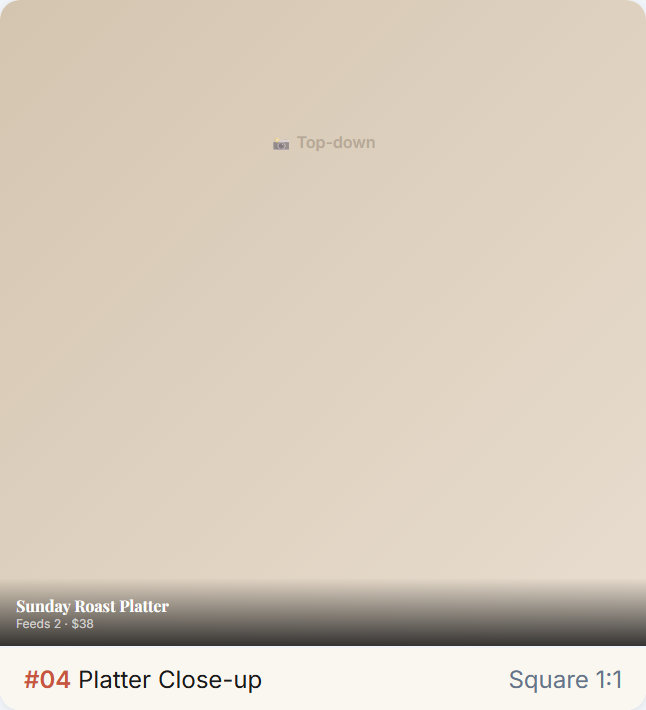 📸 Top-down
Sunday Roast Platter
Feeds 2 · $38
#04 Platter Close-up
Square 1:1